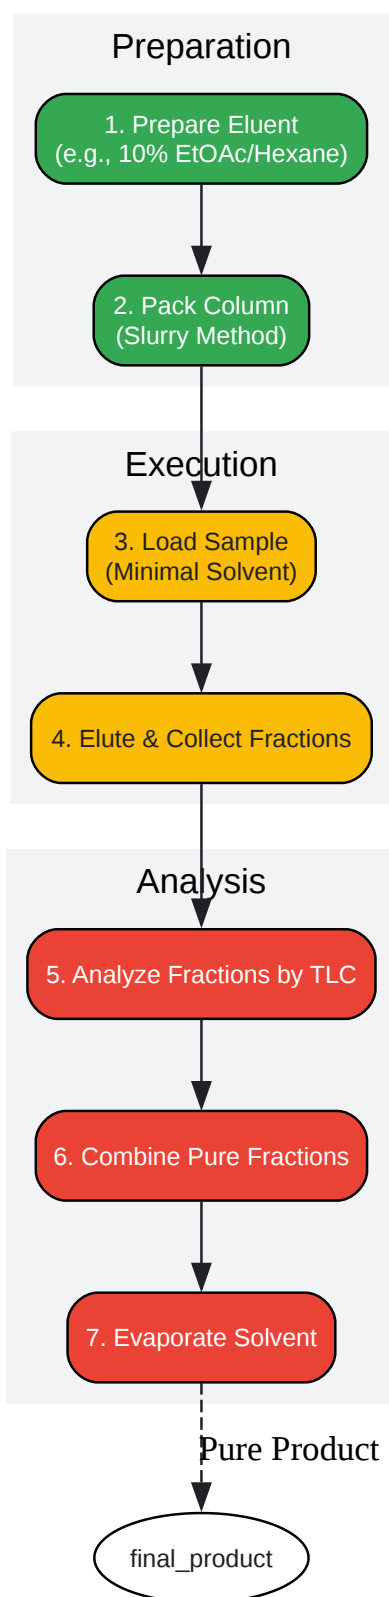 Preparation
1. Prepare Eluent
(e.g., 10% EtOAc/Hexane)
2. Pack Column
(Slurry Method)
Execution
3. Load Sample
(Minimal Solvent)
4. Elute & Collect Fractions
Analysis
5. Analyze Fractions by TLC
6. Combine Pure Fractions
7. Evaporate Solvent
Pure Product
final_product